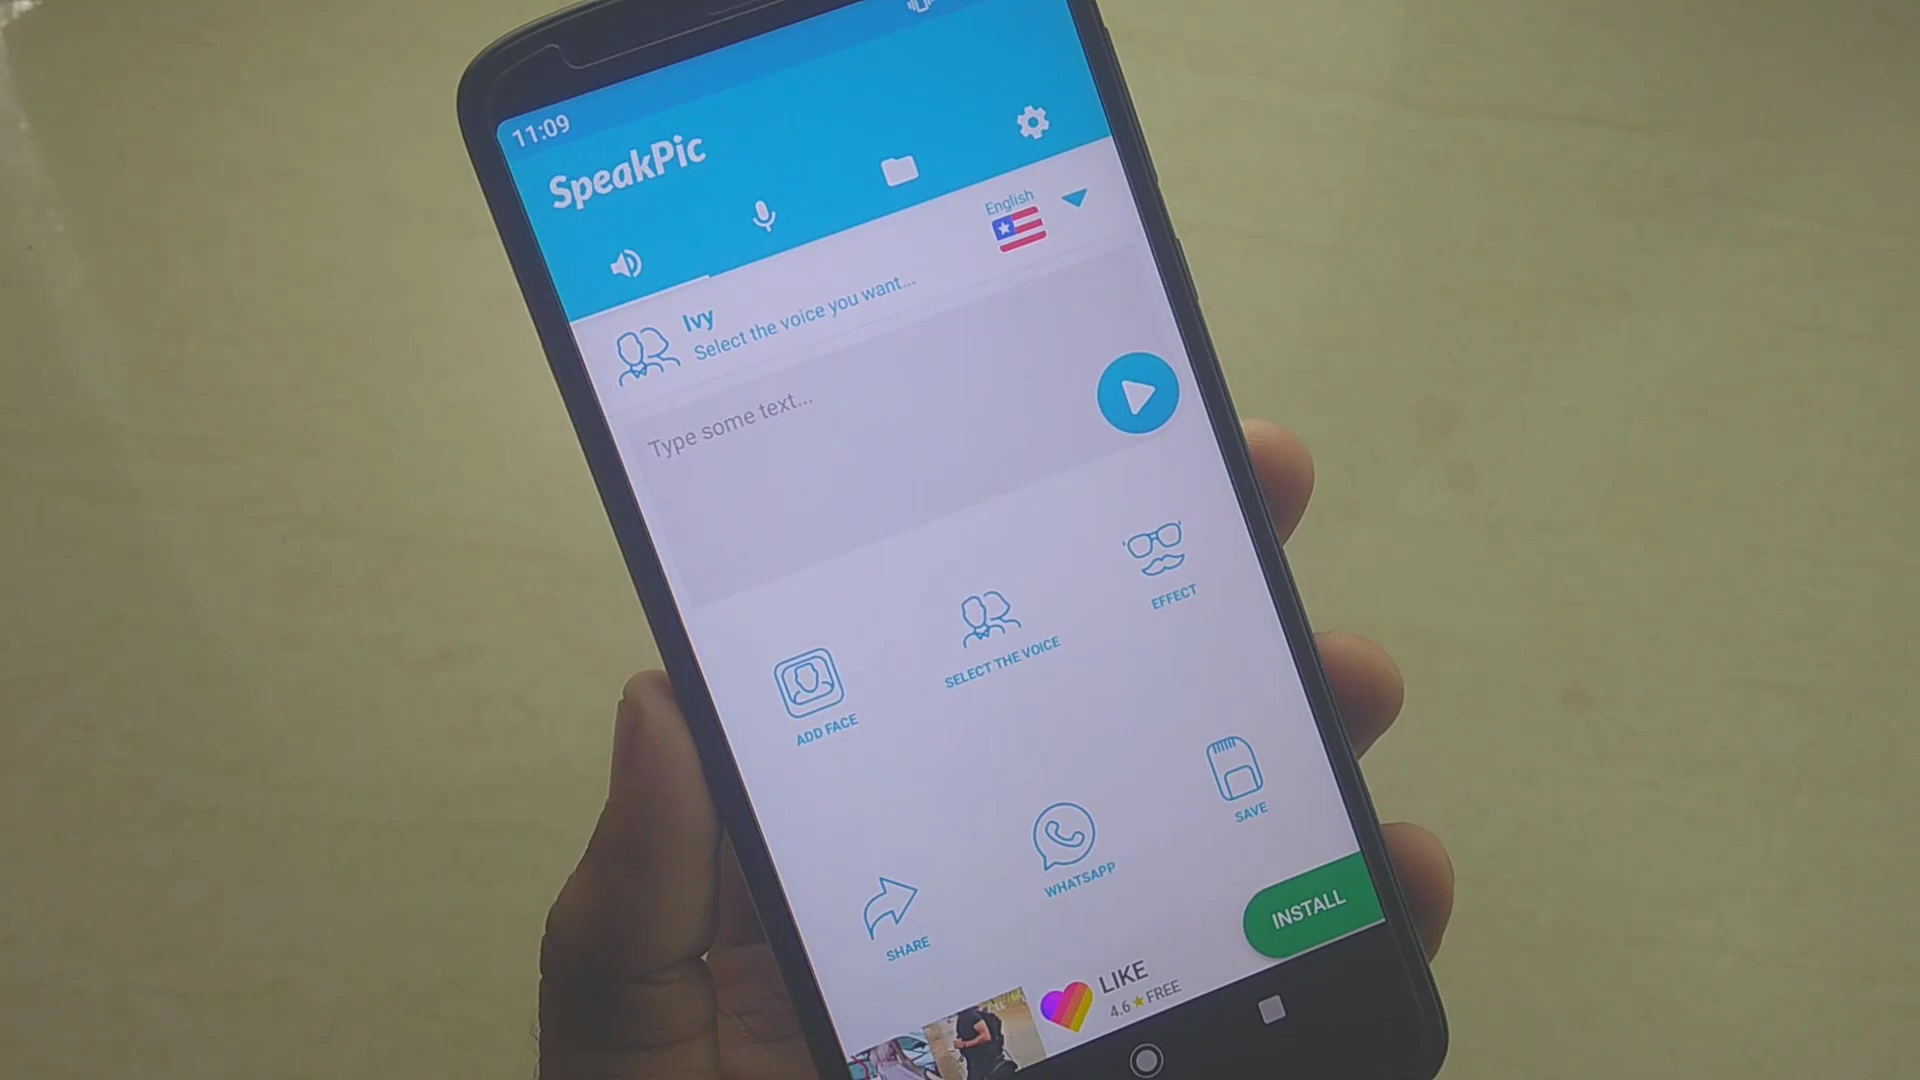 11:09
SpeakPic
English
Ivy
Select the voice you want...
Type some text...
EFFECT
SELECT THE VOICE
ADD FACE
SAVE
WHATSAPP
SHARE
INSTALL
LIKE
4.6★FREE